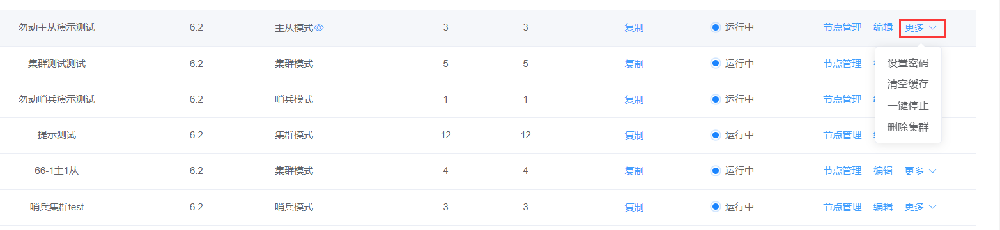 勿动主从演示测试 6.2 主从模式 3 3 复制 运行中 节点管理 编辑 更多
集群测试测试 6.2 集群模式 5 5 复制 运行中 节点管理
设置密码
清空缓存
勿动哨兵演示测试 6.2 哨兵模式 1 1 复制 运行中 节点管理
一键停止
删除集群
提示测试 6.2 集群模式 12 12 复制 运行中 节点管理
66-1主1从 6.2 集群模式 4 4 复制 运行中 节点管理 编辑 更多
哨兵集群test 6.2 哨兵模式 3 3 复制 运行中 节点管理 编辑 更多